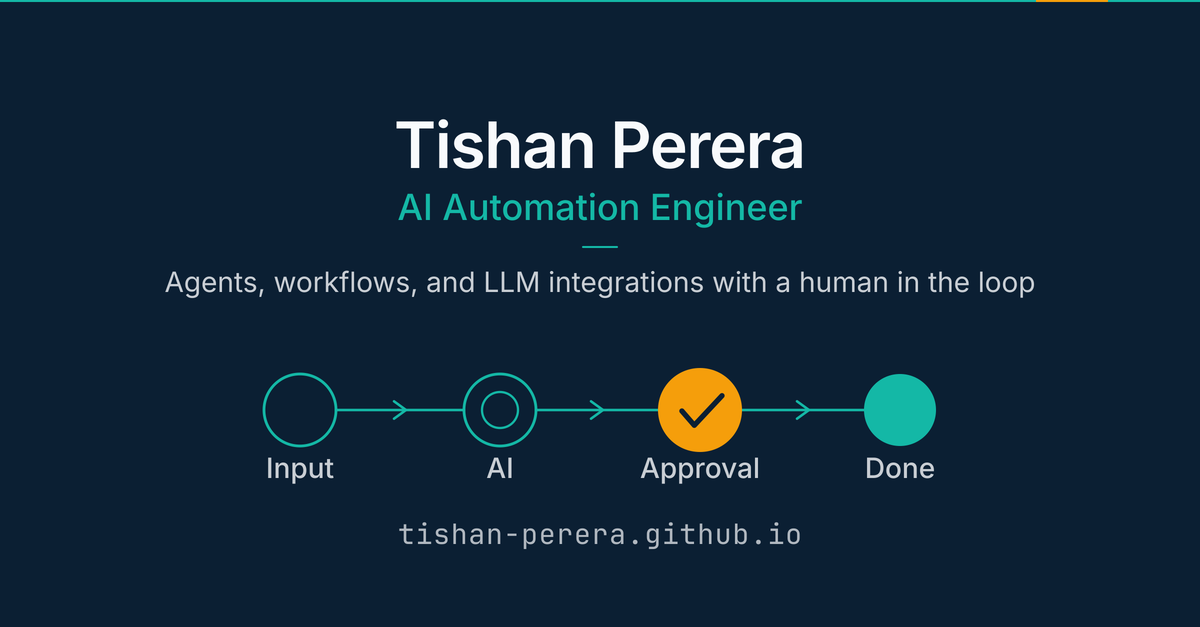 Tishan Perera
AI Automation Engineer
Agents, workflows, and LLM integrations with a human in the loop
Input AI Approval Done
tishan-perera.github.io